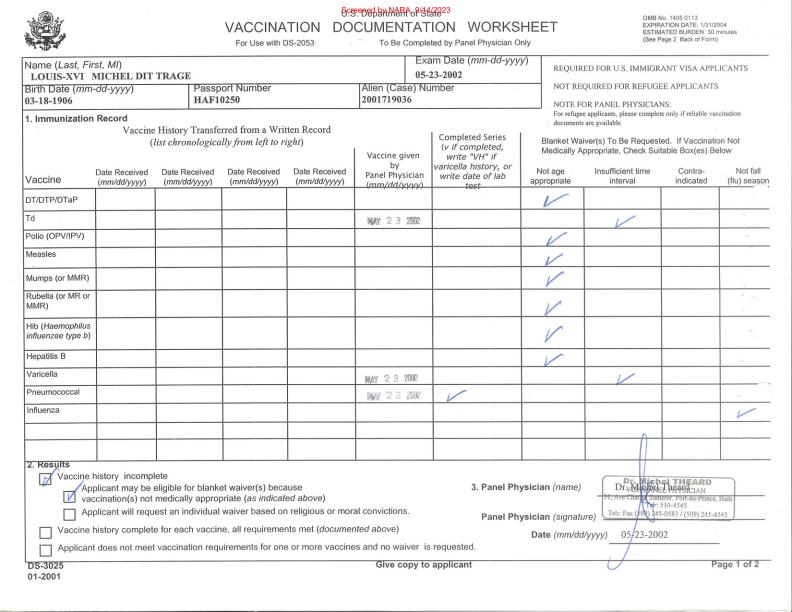 Screened by NARA, 9/14/2023
U.S. Department of State
OMB No. 1405 0113
EXPIRATION DATE: 1/31/2004
ESTIMATED BURDEN: 30 minutes
(See Page 2 Back of Form)
VACCINATION DOCUMENTATION WORKSHEET
For Use with DS-2053 To Be Completed by Panel Physician Only
Name (Last, First, MI) Exam Date (mm-dd-yyyy)
LOUIS-XVI MICHEL DIT TRAGE 05-23-2002
Birth Date (mm-dd-yyyy) Passport Number Alien (Case) Number
03-18-1906 HAF10250 2001719036
REQUIRED FOR U.S. IMMIGRANT VISA APPLICANTS
NOT REQUIRED FOR REFUGEE APPLICANTS
NOTE FOR PANEL PHYSICIANS:
For refugee applicants, please complete only if reliable vaccination
documents are available
1. Immunization Record
Vaccine History Transferred from a Written Record
(list chronologically from left to right)
Vaccine
Date Received
(mm/dd/yyyy)
Date Received
(mm/dd/yyyy)
Date Received
(mm/dd/yyyy)
Date Received
(mm/dd/yyyy)
Vaccine given
by
Panel Physician
(mm/dd/yyyy)
Completed Series
(v if completed,
write "VH" if
varicella history, or
write date of lab
test
Blanket Waiver(s) To Be Requested. If Vaccination Not
Medically Appropriate, Check Suitable Box(es) Below
Not age
appropriate
Insufficient time
interval
Contra-
indicated
Not fall
(flu) season
DT/DTP/DTaP
Td MAY 23 2002
Polio (OPV/IPV)
Measles
Mumps (or MMR)
Rubella (or MR or
MMR)
Hib (Haemophilus
influenzee type b)
Hepatitis B
Varicella MAY 23 2002
Pneumococcal MAY 23 2002
Influenza
2. Results
Vaccine history incomplete
Applicant may be eligible for blanket waiver(s) because
vaccination(s) not medically appropriate (as indicated above)
Applicant will request an individual waiver based on religious or moral convictions.
Vaccine history complete for each vaccine, all requirements met (documented above)
Applicant does not meet vaccination requirements for one or more vaccines and no waiver is requested.
3. Panel Physician (name) Dr. Michel Theard
Dr. Michel THEARD
PHYSICIAN
Port-au-Prince, Haiti
Tel: 510-4545
Tels: Fax (509) 245-0583 / (509) 245-4545
Panel Physician (signature)
Date (mm/dd/yyyy) 05-23-2002
DS-3025 Give copy to applicant Page 1 of 2
01-2001